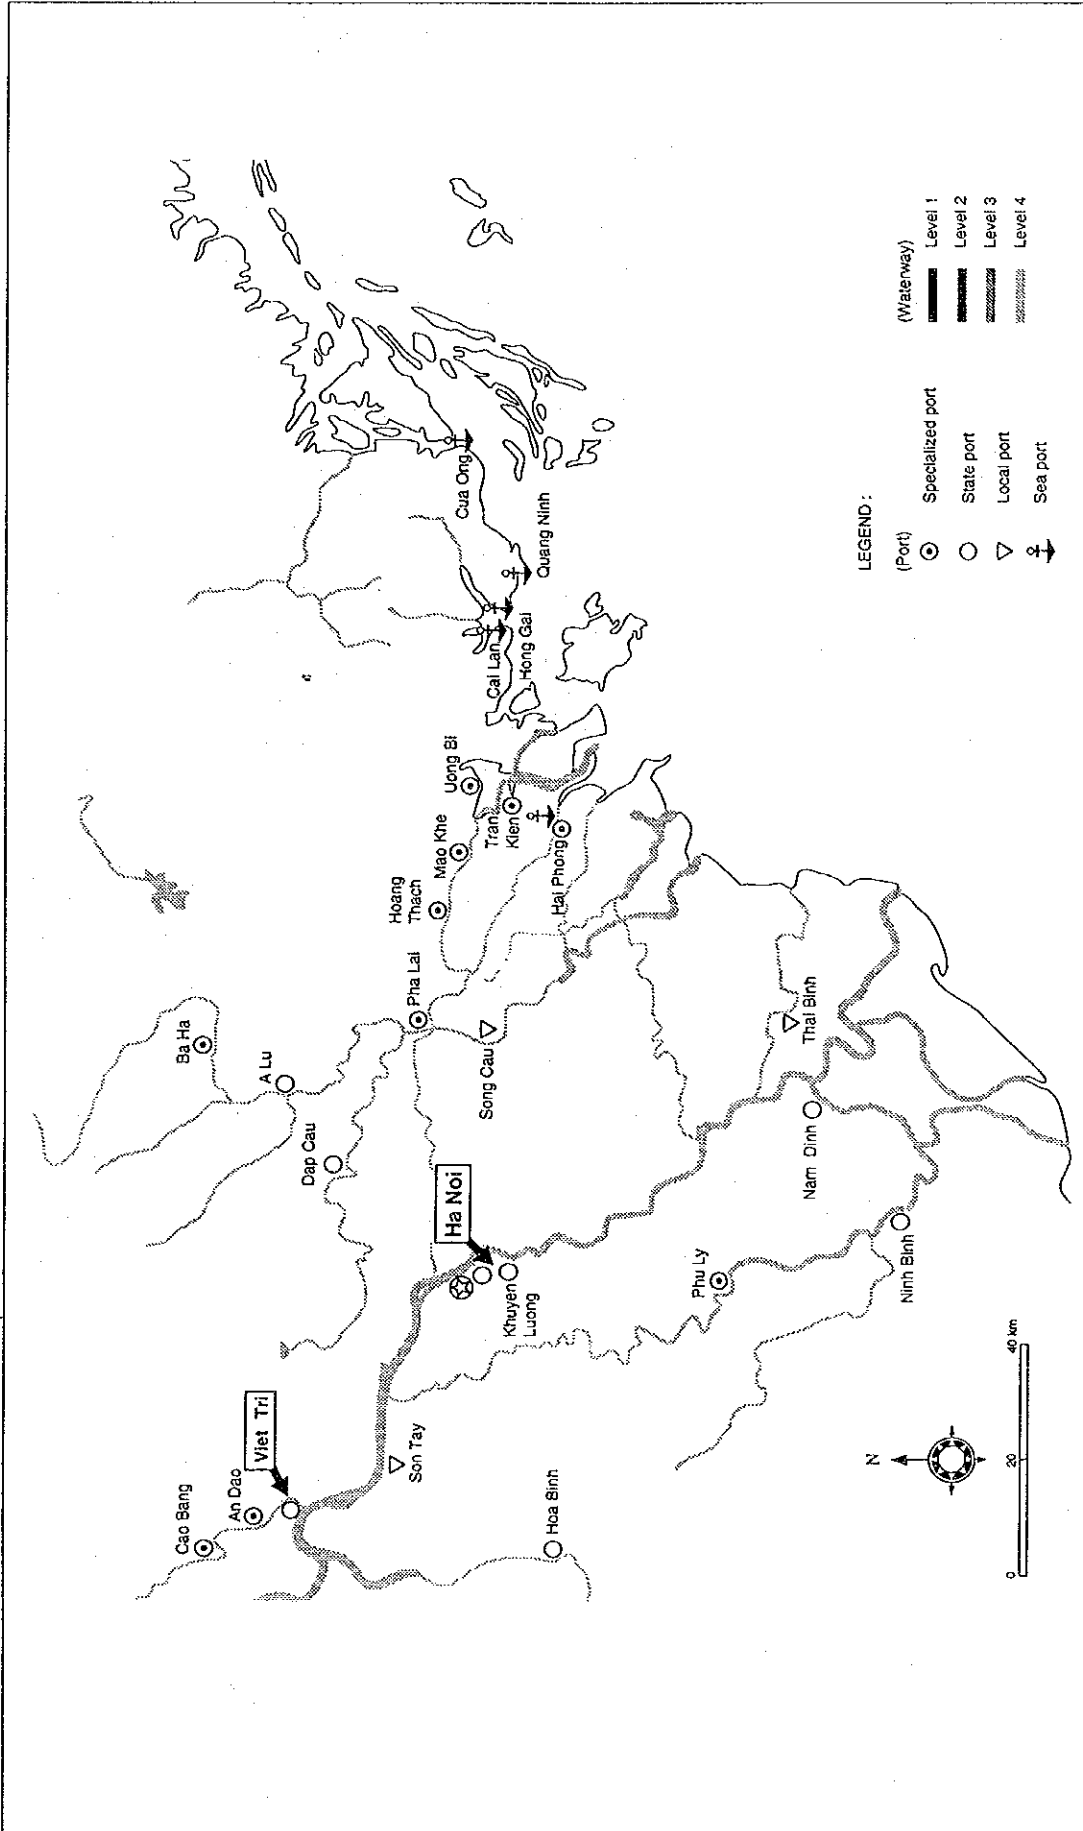 Cao Bang
An Dao
Viet Tri
Son Tay
Hoa Binh
Ba Ha
A Lu
Dap Cau
Ha Noi
Khuyen
Luong
Pha Lai
Song Cau
Hoang
Thach
Mao Khe
Uong Bi
Tran
Kien
Hai Phong
Cai Lan
Hong Gai
Quang Ninh
Cua Ong
Phu Ly
Ninh Binh
Nam Dinh
Thai Binh
N
0 20 40 km
LEGEND :
(Port)
Specialized port
State port
Local port
Sea port
(Waterway)
Level 1
Level 2
Level 3
Level 4